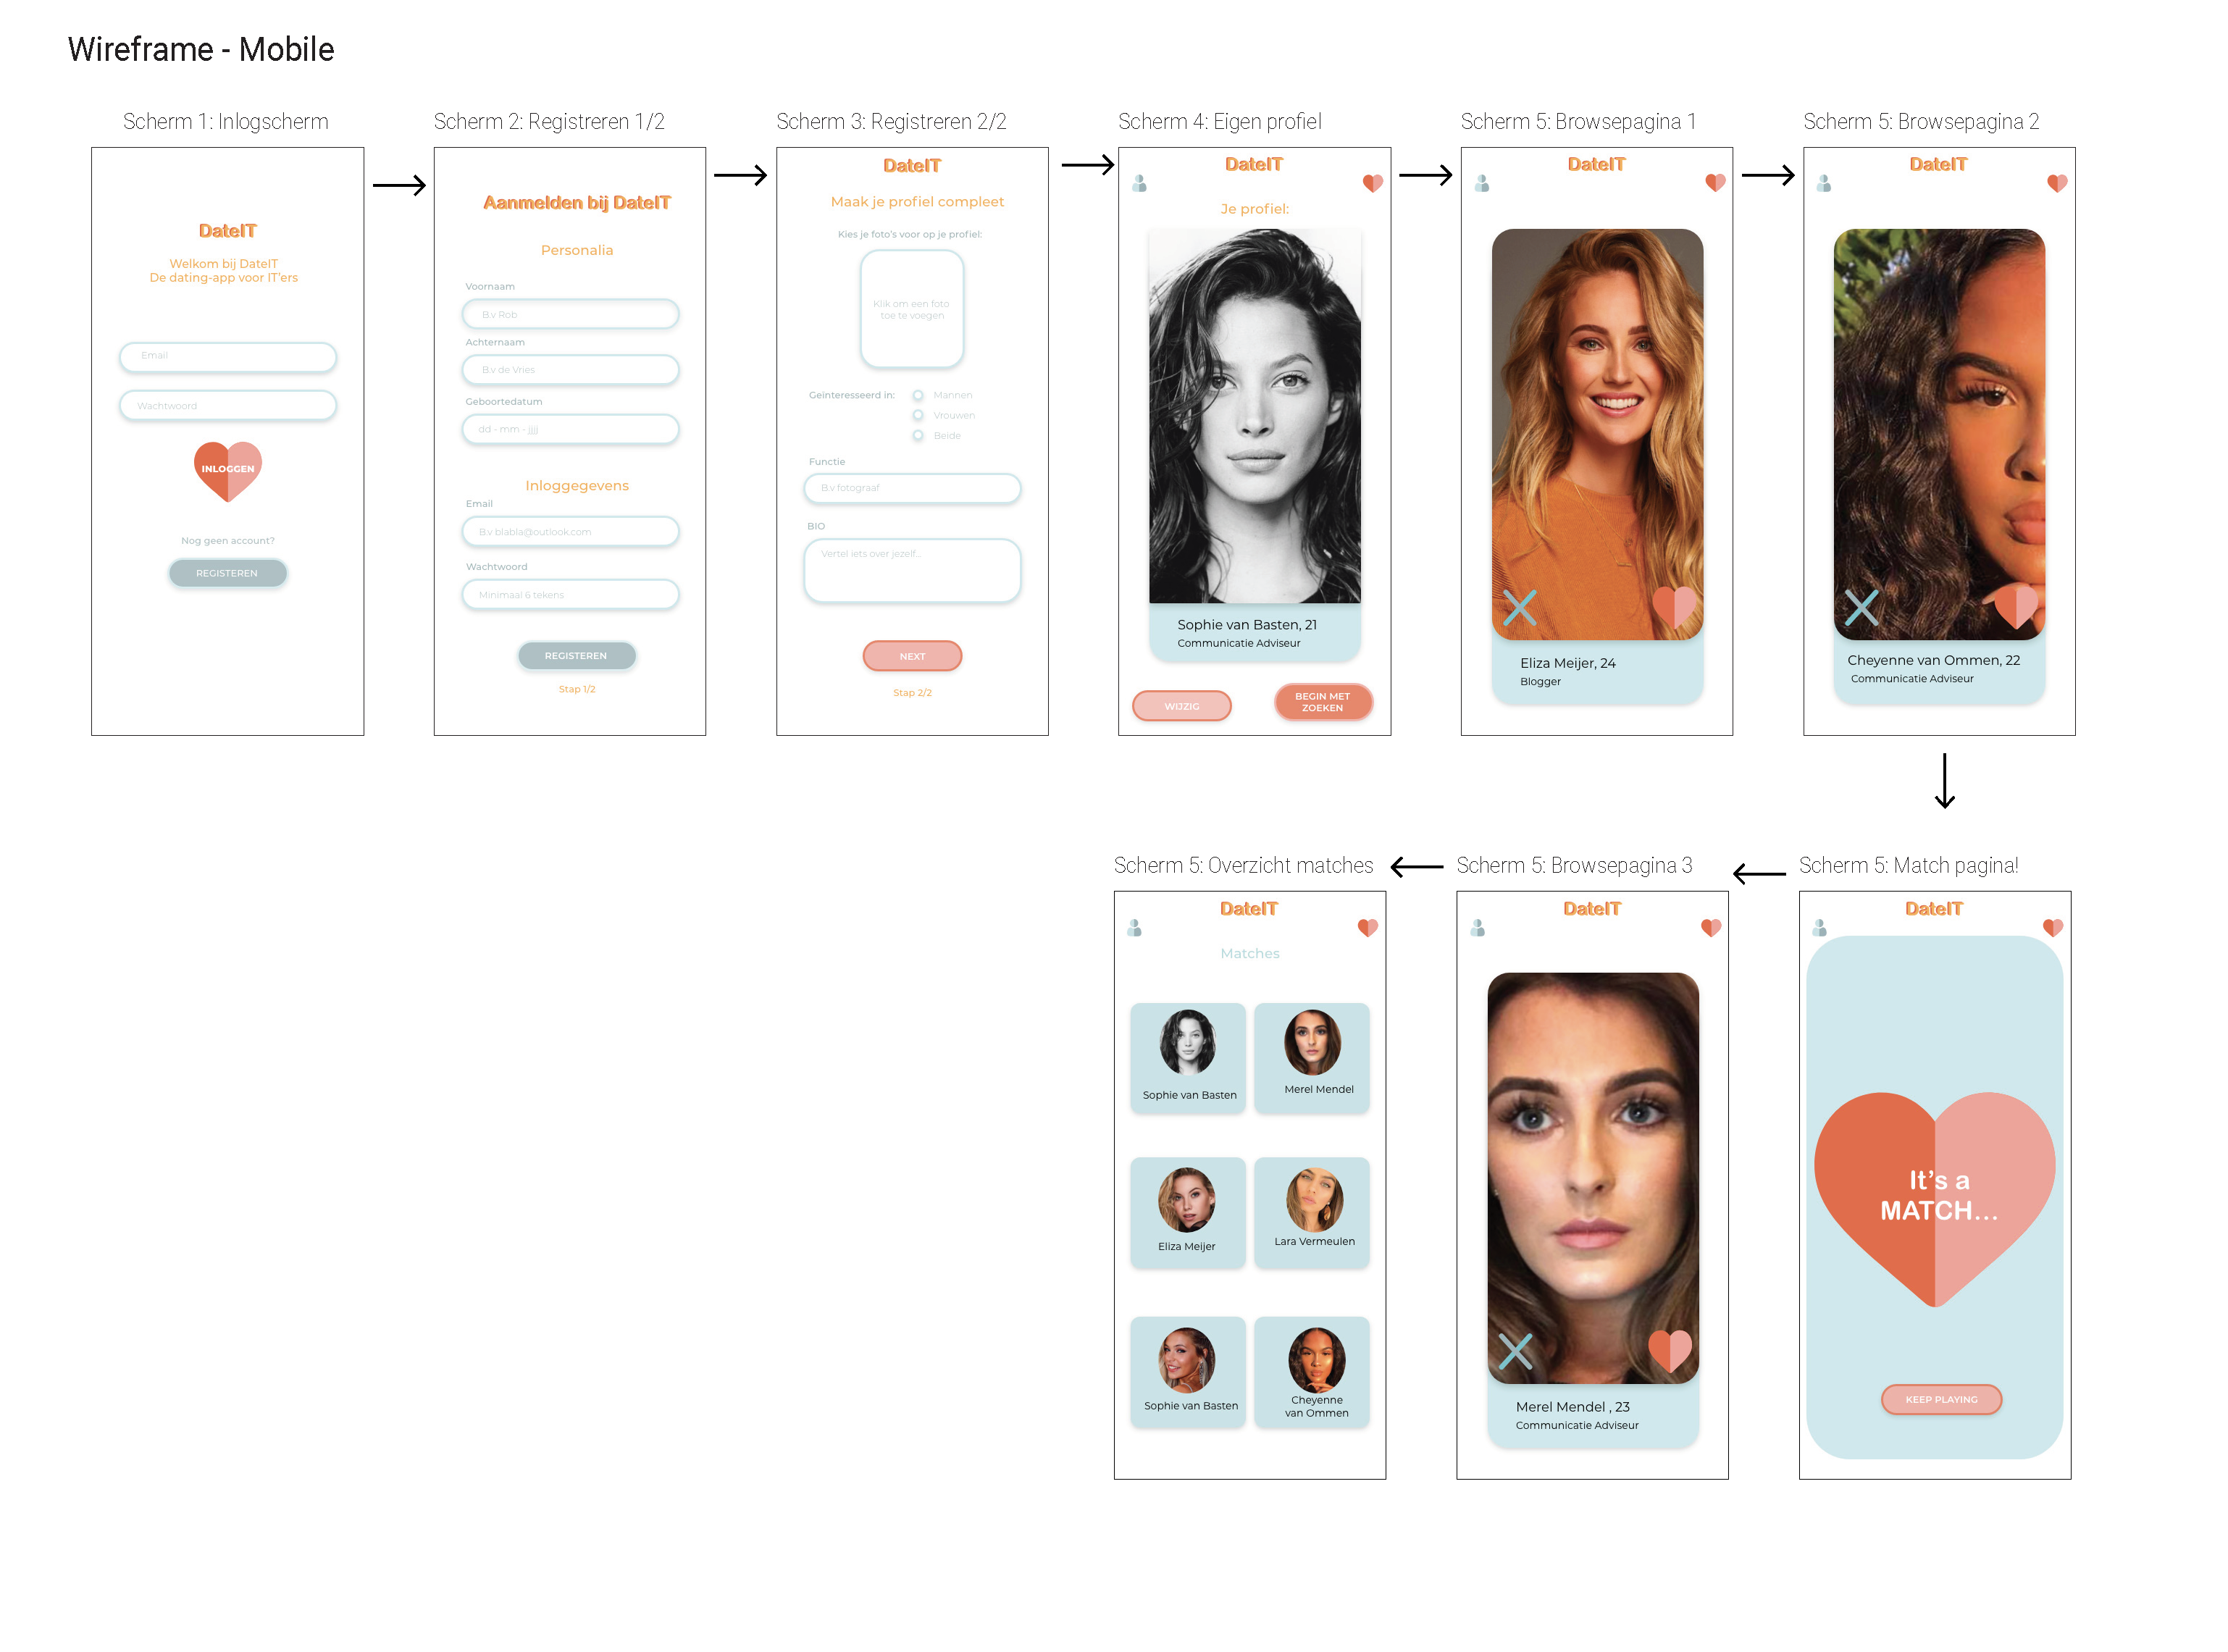 Wireframe - Mobile
Scherm 1: Inlogscherm
DateIT
Welkom bij DateIT
De dating-app voor IT'ers
Email
Wachtwoord
INLOGGEN
Nog geen account?
REGISTEREN
Scherm 2: Registreren 1/2
Aanmelden bij DateIT
Personalia
Voornaam
B.v Rob
Achternaam
B.v de Vries
Geboortedatum
dd - mm - jjjj
Inloggegevens
Email
B.v blabla@outlook.com
Wachtwoord
Minimaal 6 tekens
REGISTEREN
Stap 1/2
Scherm 3: Registreren 2/2
DateIT
Maak je profiel compleet
Kies je foto's voor op je profiel:
Klik om een foto
toe te voegen
Geïnteresseerd in:
Mannen
Vrouwen
Beide
Functie
B.v fotograaf
BIO
Vertel iets over jezelf...
NEXT
Stap 2/2
Scherm 4: Eigen profiel
DateIT
Je profiel:
Sophie van Basten, 21
Communicatie Adviseur
WIJZIG
BEGIN MET
ZOEKEN
Scherm 5: Browsepagina 1
DateIT
Eliza Meijer, 24
Blogger
Scherm 5: Browsepagina 2
DateIT
Cheyenne van Ommen, 22
Communicatie Adviseur
Scherm 5: Match pagina!
DateIT
It's a
MATCH...
KEEP PLAYING
Scherm 5: Browsepagina 3
DateIT
Merel Mendel , 23
Communicatie Adviseur
Scherm 5: Overzicht matches
DateIT
Matches
Sophie van Basten
Merel Mendel
Eliza Meijer
Lara Vermeulen
Sophie van Basten
Cheyenne
van Ommen